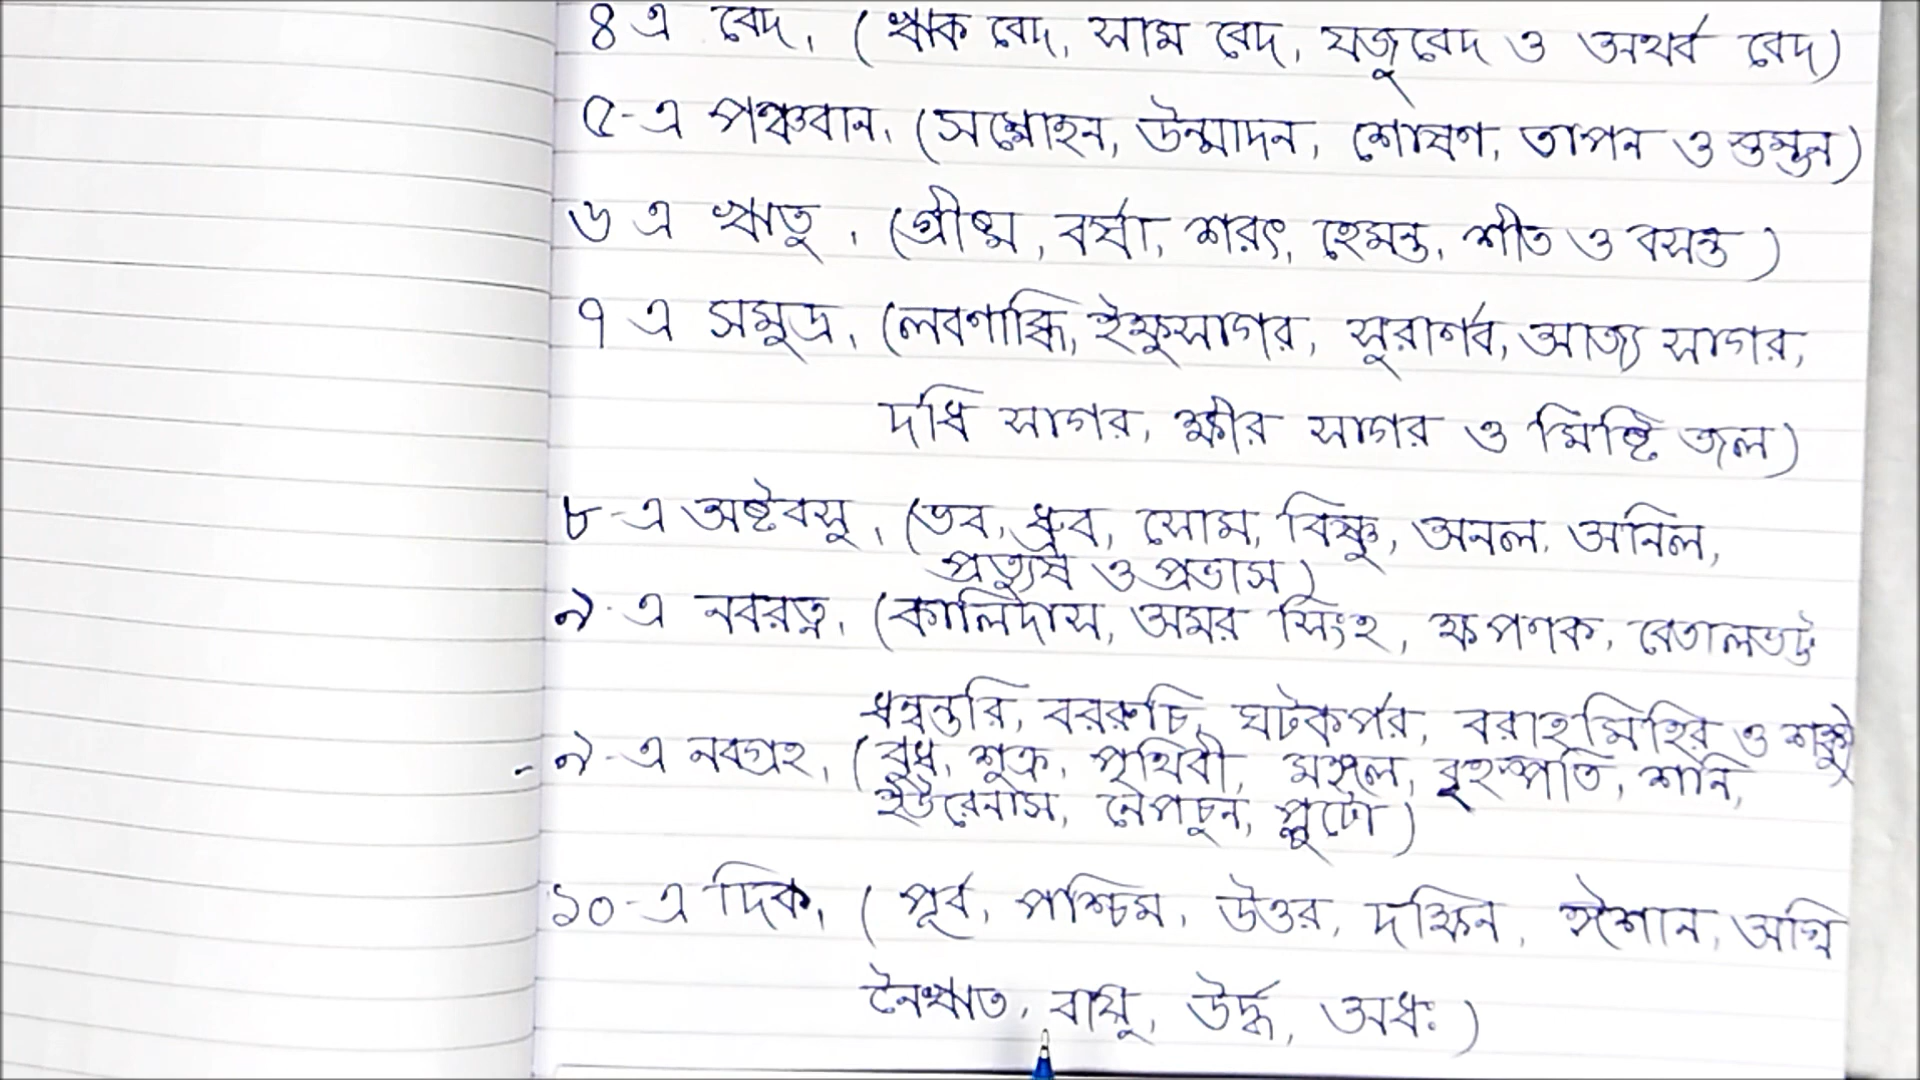 ৪ এ বেদ, (ঋক বেদ, সাম বেদ, যজুবেদ ও অথর্ব বেদ)
৫-এ পঞ্চবান, (সম্মোহন, উন্মাদন, শোষণ, তাপন ও স্তম্ভন)
৬ এ ঋতু, (গ্রীষ্ম, বর্ষা, শরৎ, হেমন্ত, শীত ও বসন্ত)
৭ এ সমুদ্র, (লবণাব্ধি, ইক্ষুসাগর, সুরার্ণব, আজ্য সাগর,
দধি সাগর, ক্ষীর সাগর ও মিষ্টি জল)
৮-এ অষ্টবসু, (ভব, ধ্রুব, সোম, বিষ্ণু, অনল, অনিল,
প্রত্যুষ ও প্রভাস)
৯-এ নবরত্ন, (কালিদাস, অমর সিংহ, ক্ষপণক, বেতালভট্ট
ধন্বন্তরি, বররুচি, ঘটকর্পর, বরাহমিহির ও শঙ্কু
-৯-এ নবগ্রহ, (বুধ, শুক্র, পৃথিবী, মঙ্গল, বৃহস্পতি, শনি,
ইউরেনাস, নেপচুন, প্লুটো)
১০-এ দিক, (পূর্ব, পশ্চিম, উত্তর, দক্ষিন, ঈশান, অগ্নি
নৈঋত, বায়ু, উর্দ্ধ, অধঃ)